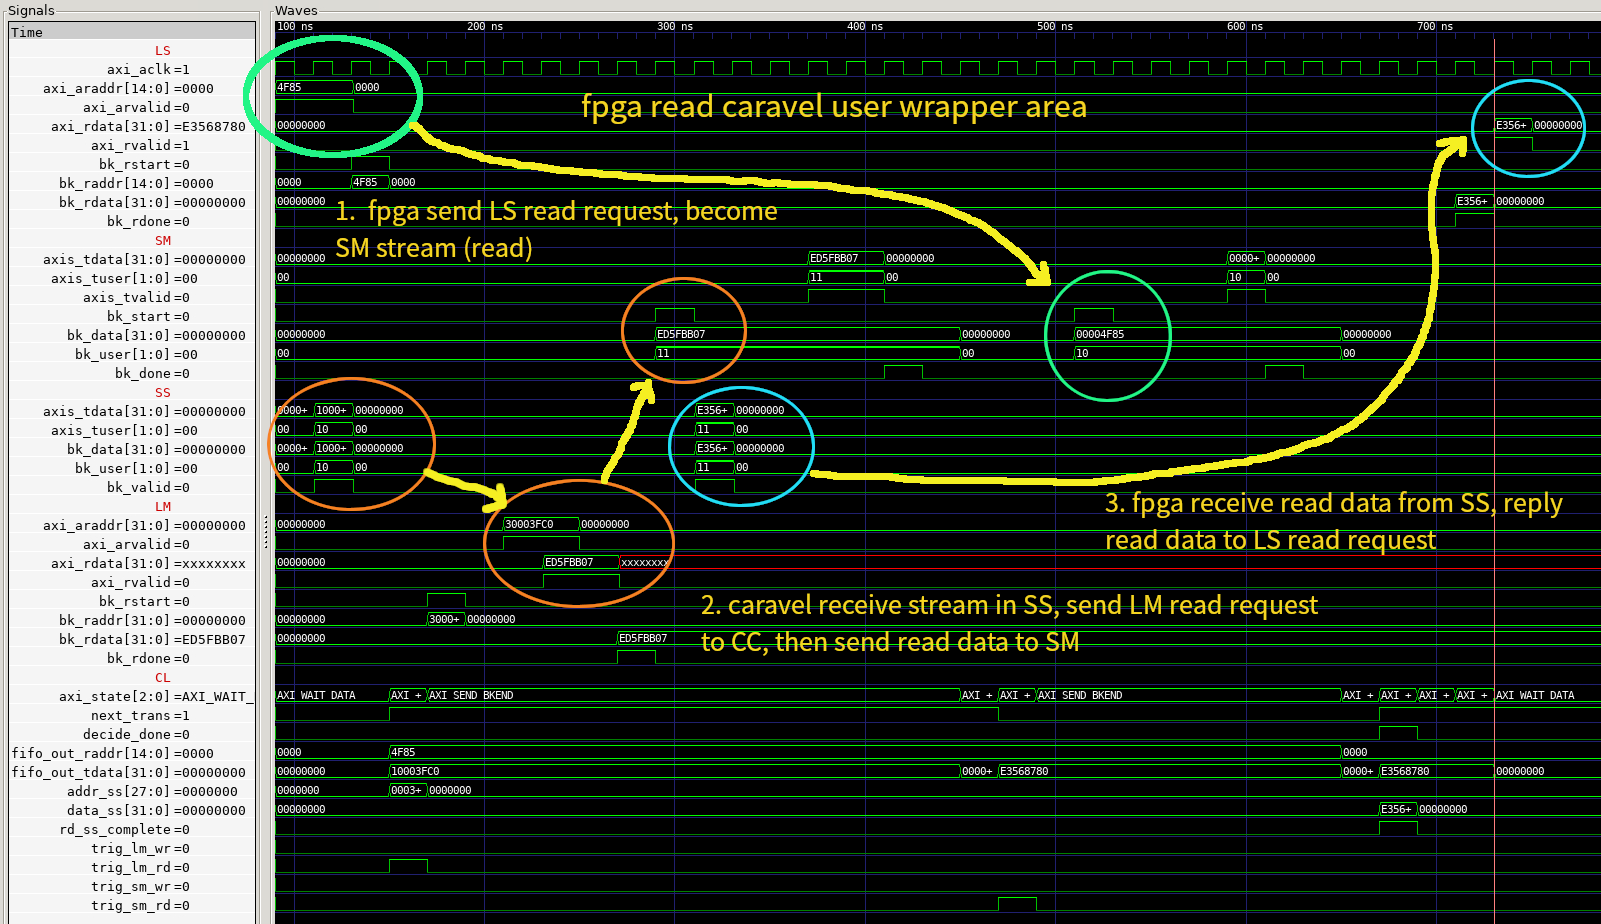 Signals
Waves
Time
100 ns 200 ns 300 ns 400 ns 500 ns 600 ns 700 ns
LS
axi_aclk=1
axi_araddr[14:0]=0000 4F85 0000
axi_arvalid=0
fpga read caravel user wrapper area
axi_rdata[31:0]=E3568780 00000000 E356+ 00000000
axi_rvalid=1
bk_rstart=0
bk_raddr[14:0]=0000 0000 4F85 0000
bk_rdata[31:0]=00000000 00000000 E356+ 00000000
bk_rdone=0
1. fpga send LS read request, become
SM stream (read)
SM
axis_tdata[31:0]=00000000 00000000 ED5FBB07 00000000 0000+ 00000000
axis_tuser[1:0]=00 00 11 00 10 00
axis_tvalid=0
bk_start=0
bk_data[31:0]=00000000 00000000 ED5FBB07 00000000 00004F85 00000000
bk_user[1:0]=00 00 11 00 10 00
bk_done=0
SS
axis_tdata[31:0]=00000000 0000+ 1000+ 00000000 E356+ 00000000
axis_tuser[1:0]=00 00 10 00 11 00
bk_data[31:0]=00000000 0000+ 1000+ 00000000 E356+ 00000000
bk_user[1:0]=00 00 10 00 11 00
bk_valid=0
3. fpga receive read data from SS, reply
read data to LS read request
LM
axi_araddr[31:0]=00000000 00000000 30003FC0 00000000
axi_arvalid=0
axi_rdata[31:0]=xxxxxxxx 00000000 ED5FBB07 xxxxxxxx
axi_rvalid=0
bk_rstart=0
2. caravel receive stream in SS, send LM read request
to CC, then send read data to SM
bk_raddr[31:0]=00000000 00000000 3000+ 00000000
bk_rdata[31:0]=ED5FBB07 00000000 ED5FBB07
bk_rdone=0
CL
axi_state[2:0]=AXI_WAIT_ AXI WAIT DATA AXI + AXI SEND BKEND AXI + AXI + AXI SEND BKEND AXI + AXI + AXI + AXI + AXI WAIT DATA
next_trans=1
decide_done=0
fifo_out_raddr[14:0]=0000 0000 4F85 0000
fifo_out_tdata[31:0]=00000000 00000000 10003FC0 0000+ E3568780 0000+ E3568780 00000000
addr_ss[27:0]=0000000 0000000 0003+ 0000000
data_ss[31:0]=00000000 00000000 E356+ 00000000
rd_ss_complete=0
trig_lm_wr=0
trig_lm_rd=0
trig_sm_wr=0
trig_sm_rd=0